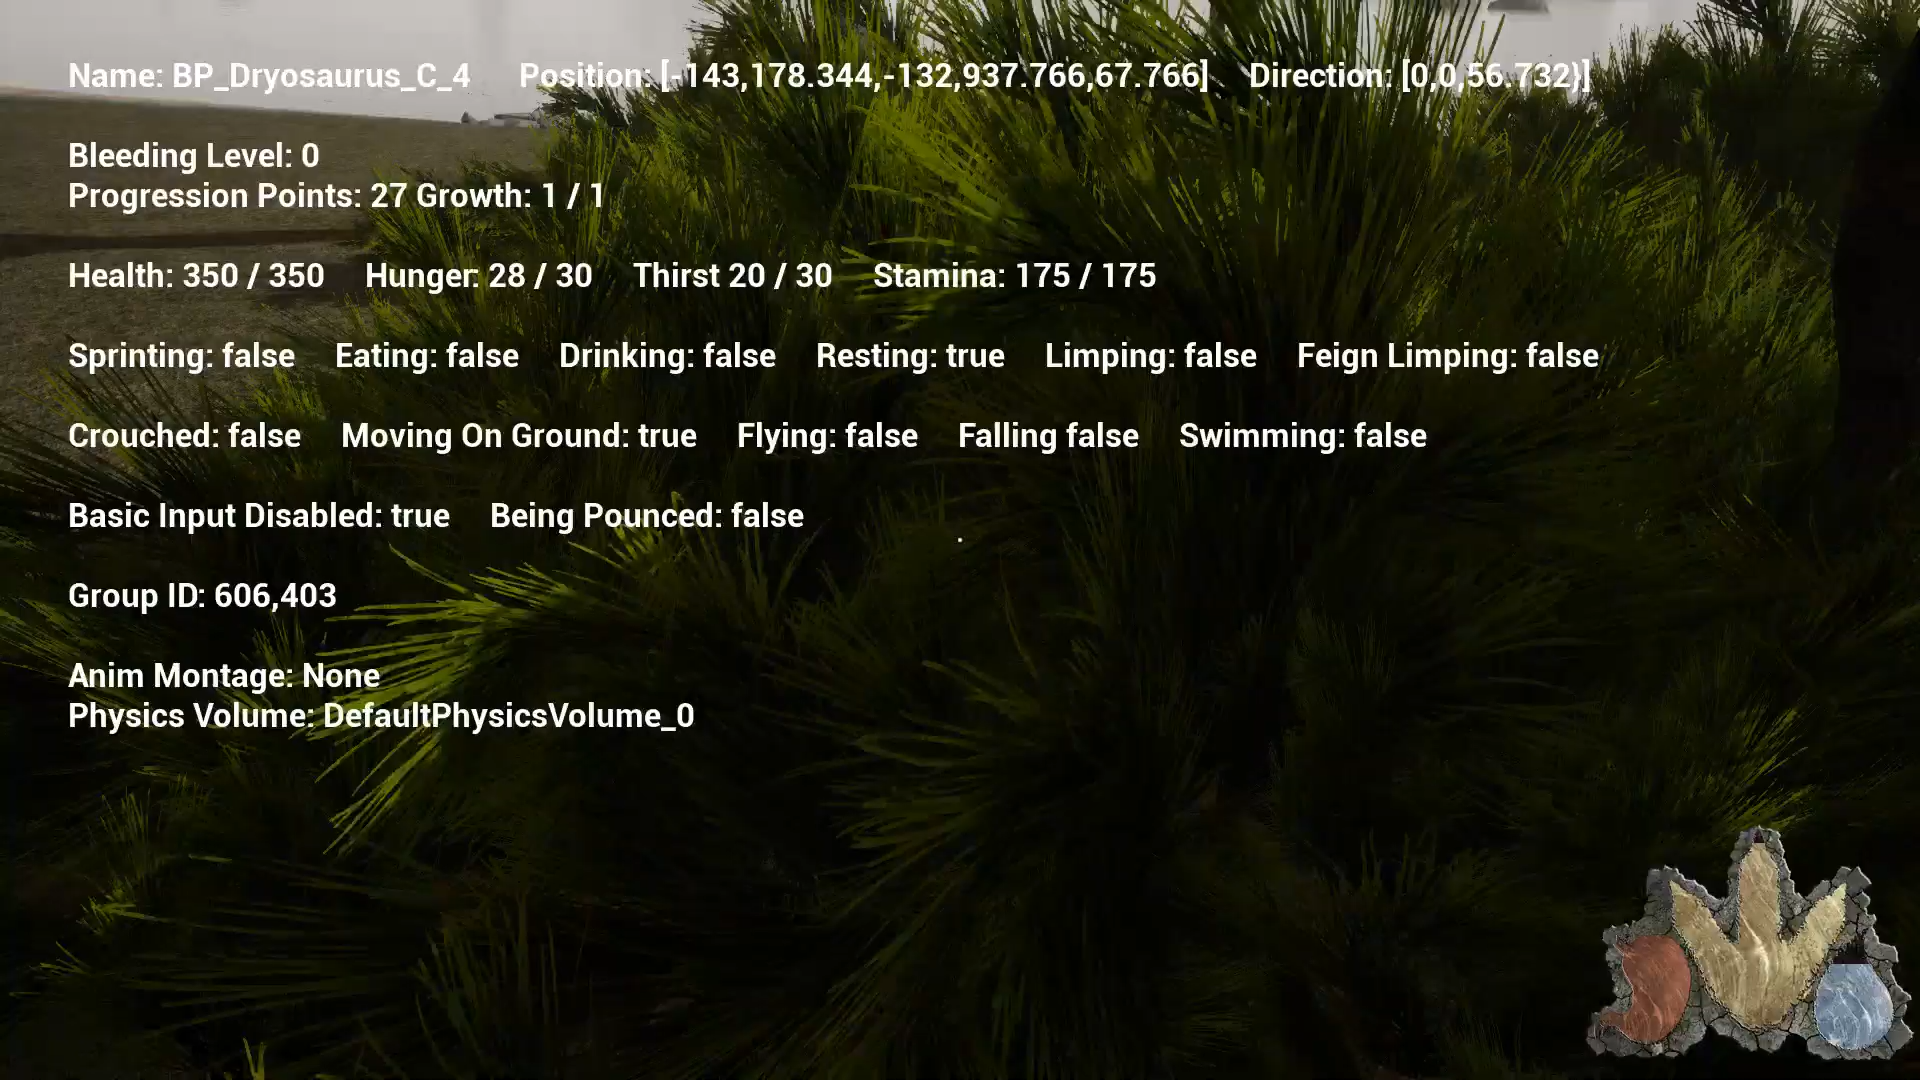 Name: BP_Dryosaurus_C_4 Position: [-143,178.344,-132,937.766,67.766] Direction: [0,0,56.732}]
Bleeding Level: 0
Progression Points: 27 Growth: 1 / 1
Health: 350 / 350 Hunger: 28 / 30 Thirst 20 / 30 Stamina: 175 / 175
Sprinting: false Eating: false Drinking: false Resting: true Limping: false Feign Limping: false
Crouched: false Moving On Ground: true Flying: false Falling false Swimming: false
Basic Input Disabled: true Being Pounced: false
Group ID: 606,403
Anim Montage: None
Physics Volume: DefaultPhysicsVolume_0